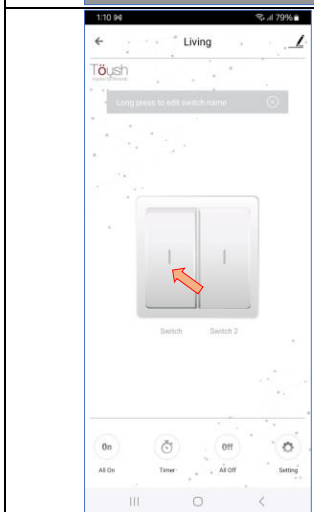 1:10
79%
Living
Töush
Long press to edit switch name
Switch Switch 2
On Off
All On Timer All Off Setting